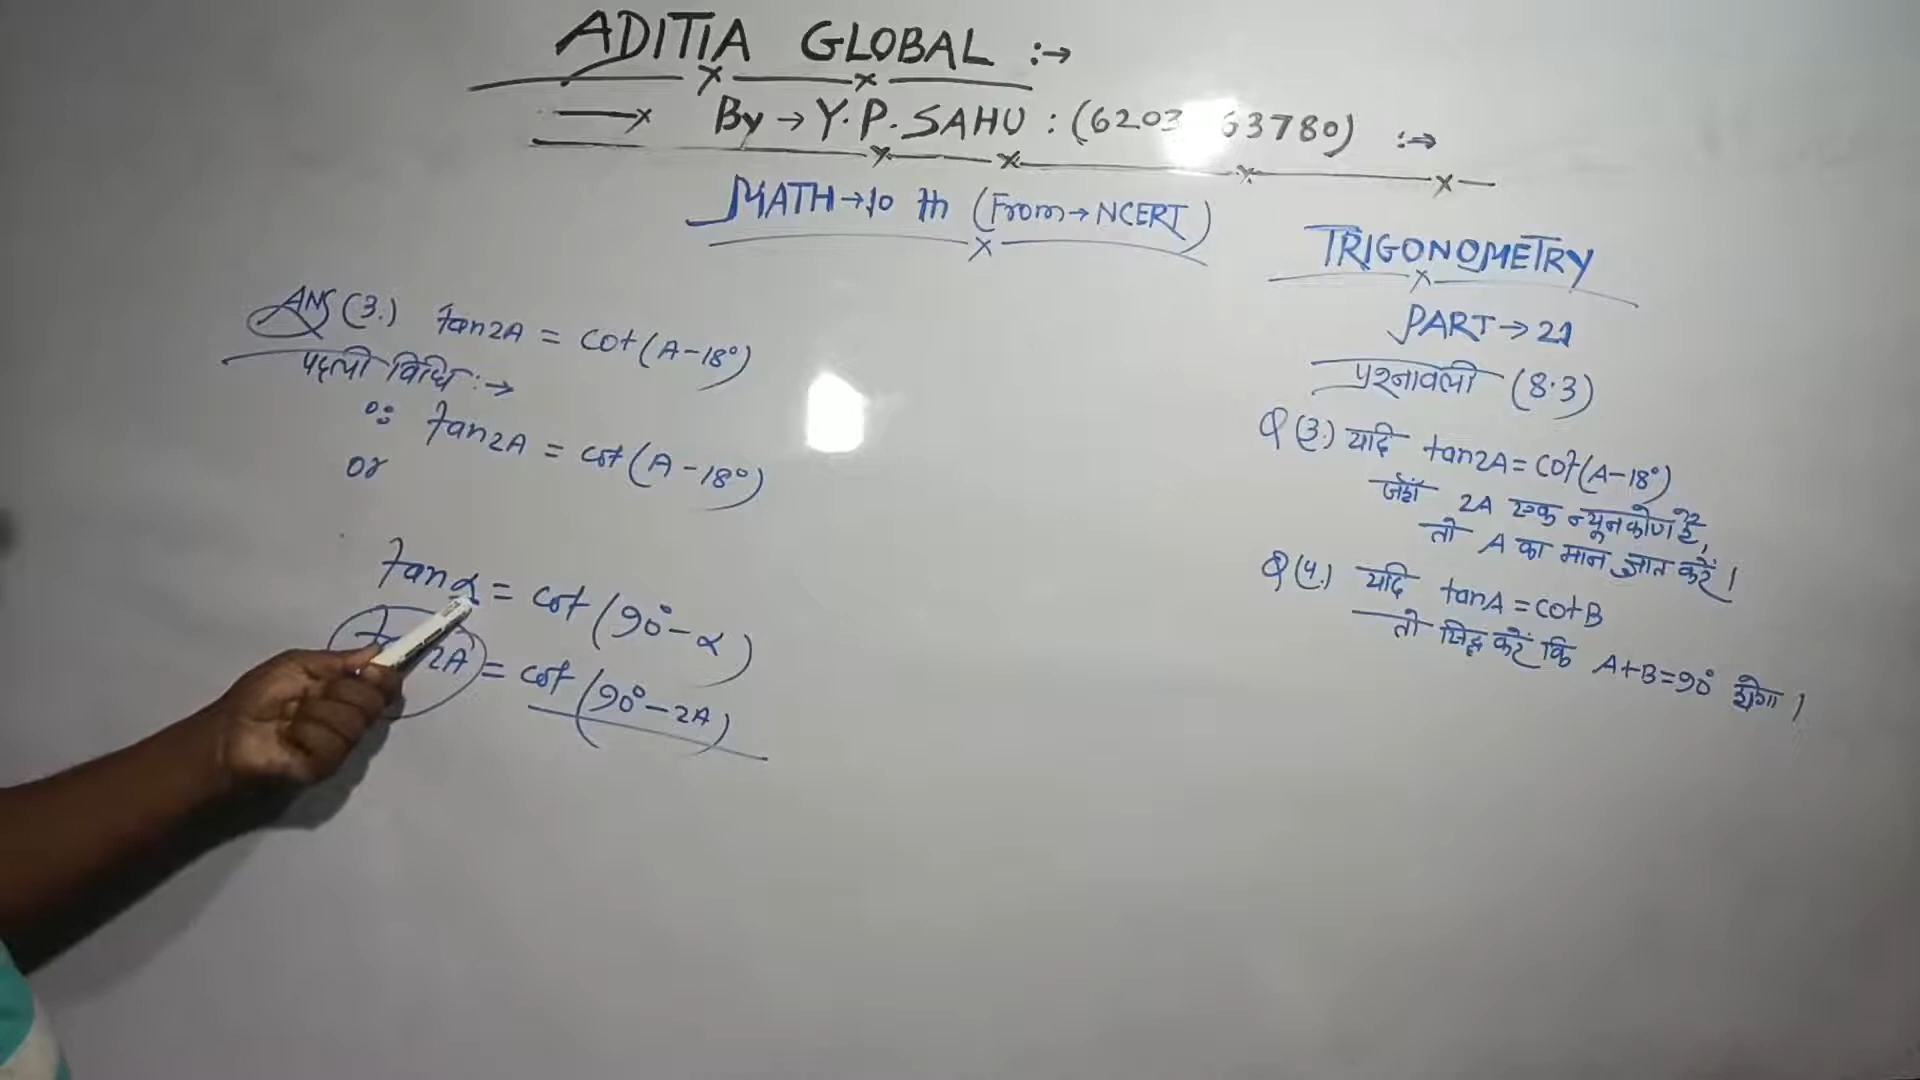 ADITIA GLOBAL :→
By → Y.P. SAHU : (6203 63780) :→
MATH → 10 th (From → NCERT)
TRIGONOMETRY
PART → 21
प्रश्नावली (8.3)
Q (3.) यदि tan2A = cot(A-18°)
जहाँ 2A एक न्यूनकोण है,
तो A का मान ज्ञात करें।
Q (4.) यदि tanA = cotB
तो सिद्ध करें कि A+B=90° होगा।
ANS (3.) tan2A = cot(A-18°)
पहली विधि :→
∵ tan2A = cot(A-18°)
or
tanα = cot(90°-α)
2A = cot(90°-2A)